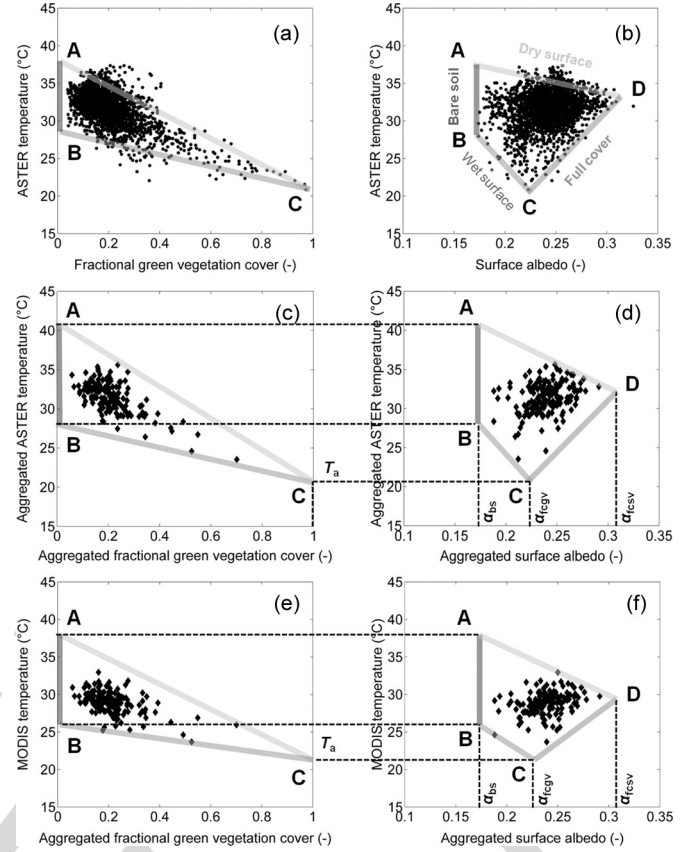 (a)
45
40
35
30
25
20
15
A
B
C
0
0.2
0.4
0.6
0.8
1
ASTER temperature (°C)
Fractional green vegetation cover (-)
(b)
45
40
35
30
25
20
15
A
B
C
D
Dry surface
Bare soil
Wet surface
Full cover
0.1
0.15
0.2
0.25
0.3
0.35
ASTER temperature (°C)
Surface albedo (-)
(c)
45
40
35
30
25
20
15
A
B
C
Ta
0
0.2
0.4
0.6
0.8
1
Aggregated ASTER temperature (°C)
Aggregated fractional green vegetation cover (-)
(d)
45
40
35
30
25
20
15
A
B
C
D
αbs
αfcgv
αfcsv
0.1
0.15
0.2
0.25
0.3
0.35
Aggregated ASTER temperature (°C)
Aggregated surface albedo (-)
(e)
45
40
35
30
25
20
15
A
B
C
Ta
0
0.2
0.4
0.6
0.8
1
MODIS temperature (°C)
Aggregated fractional green vegetation cover (-)
(f)
45
40
35
30
25
20
15
A
B
C
D
αbs
αfcgv
αfcsv
0.1
0.15
0.2
0.25
0.3
0.35
MODIS temperature (°C)
Aggregated surface albedo (-)